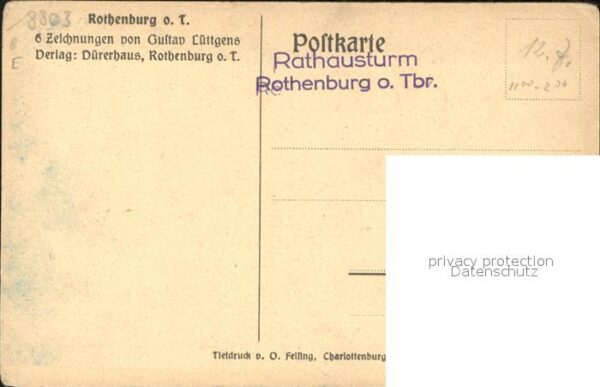 8803
E
Rothenburg o. T.
6 Zeichnungen von Gustav Lüttgens
Verlag: Dürerhaus, Rothenburg o. T.
Postkarte
Rathausturm
Rothenburg o. Tbr.
12.
privacy protection
Datenschutz
Tiefdruck v. O. Felsing, Charlottenburg